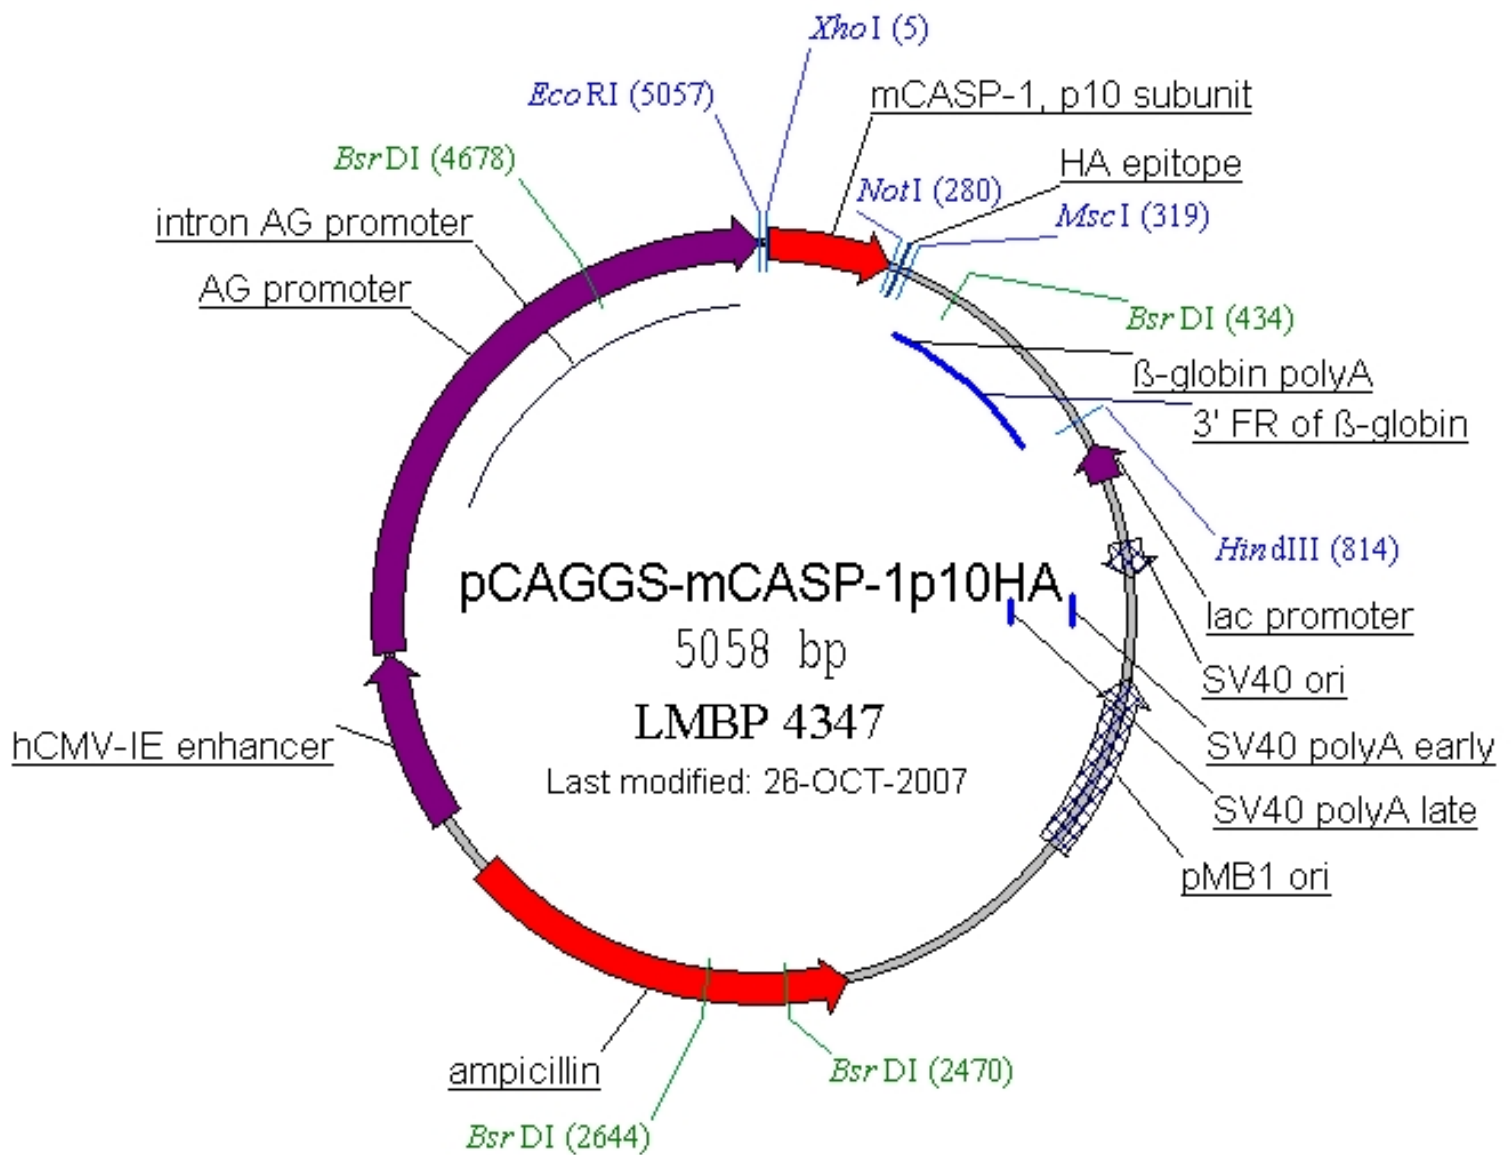 XhoI (5)
EcoRI (5057)
mCASP-1, p10 subunit
BsrDI (4678)
HA epitope
NotI (280)
MscI (319)
intron AG promoter
AG promoter
BsrDI (434)
ß-globin polyA
3' FR of ß-globin
HindIII (814)
pCAGGS-mCASP-1p10HA
lac promoter
5058 bp
SV40 ori
LMBP 4347
hCMV-IE enhancer
SV40 polyA early
Last modified: 26-OCT-2007
SV40 polyA late
pMB1 ori
ampicillin
BsrDI (2470)
BsrDI (2644)